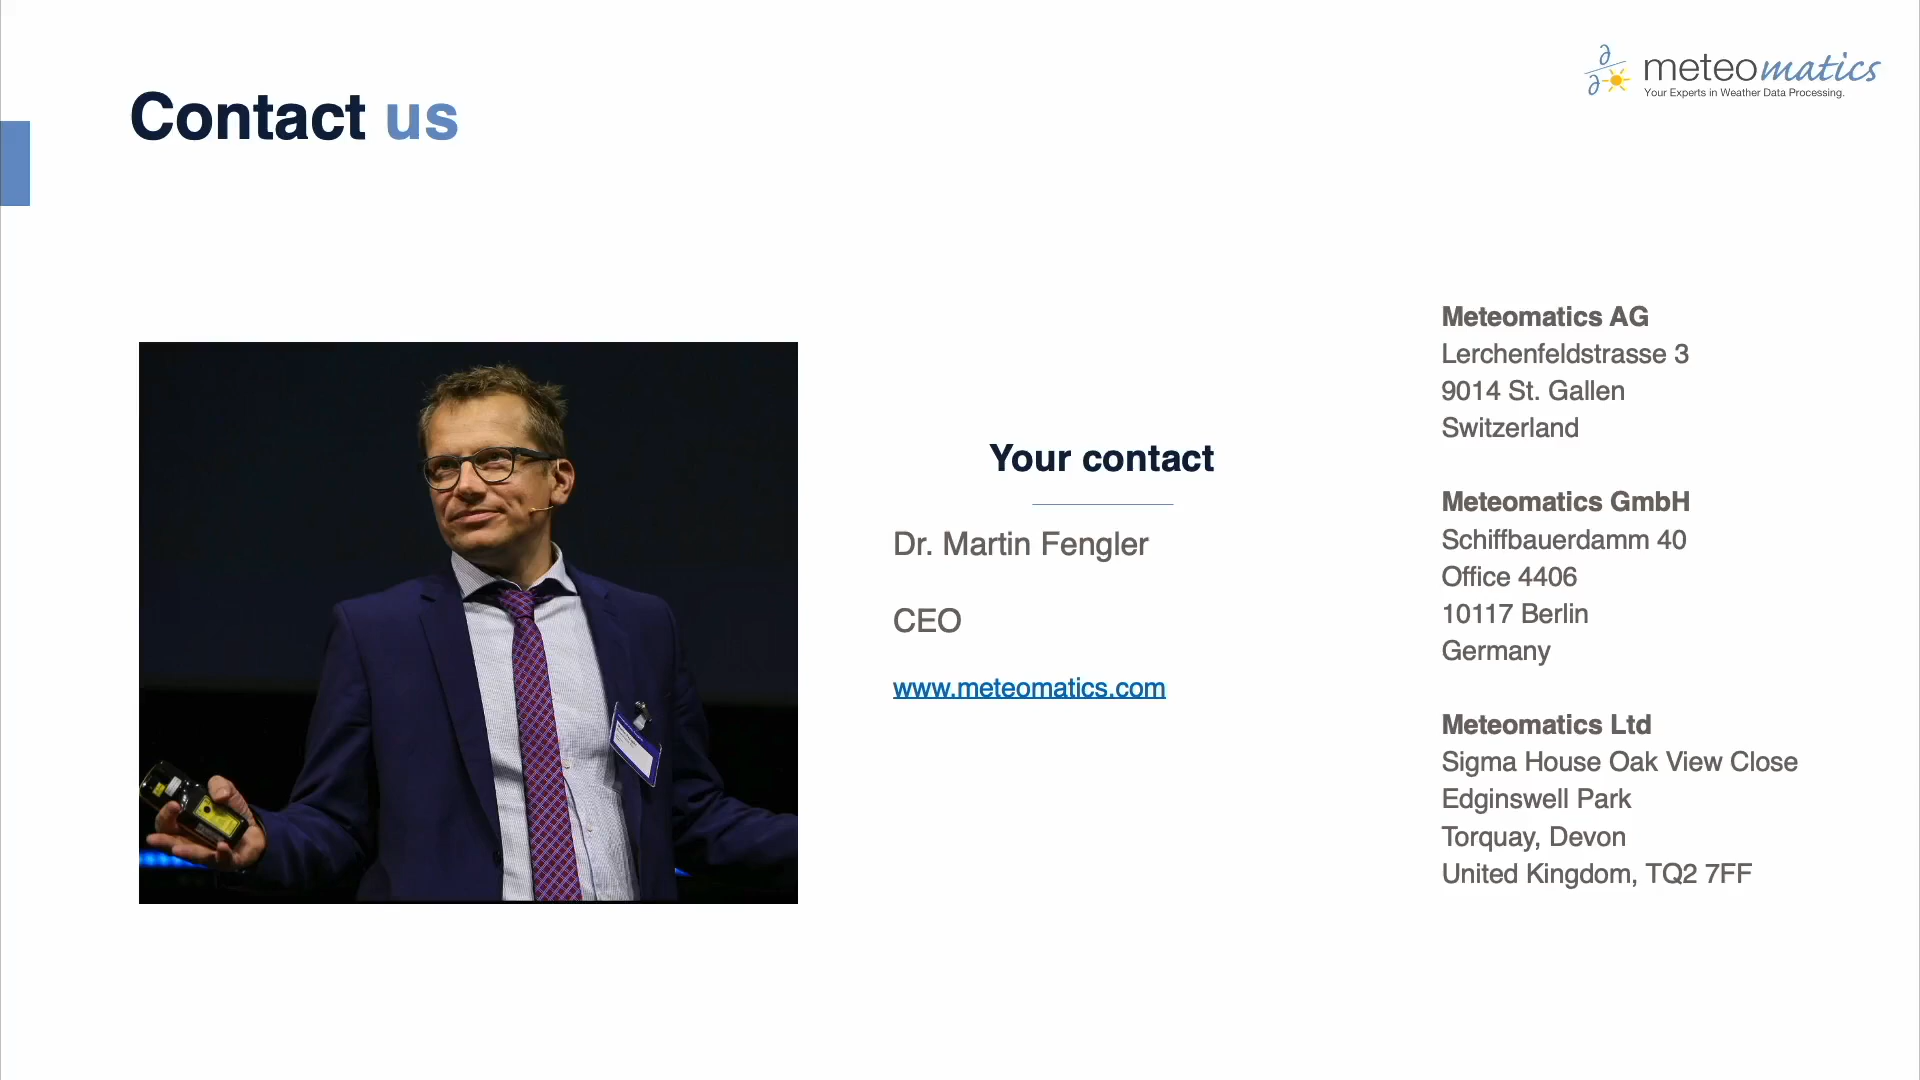 Contact us
meteomatics
Your Experts in Weather Data Processing.
Your contact
Dr. Martin Fengler
CEO
www.meteomatics.com
Meteomatics AG
Lerchenfeldstrasse 3
9014 St. Gallen
Switzerland
Meteomatics GmbH
Schiffbauerdamm 40
Office 4406
10117 Berlin
Germany
Meteomatics Ltd
Sigma House Oak View Close
Edginswell Park
Torquay, Devon
United Kingdom, TQ2 7FF